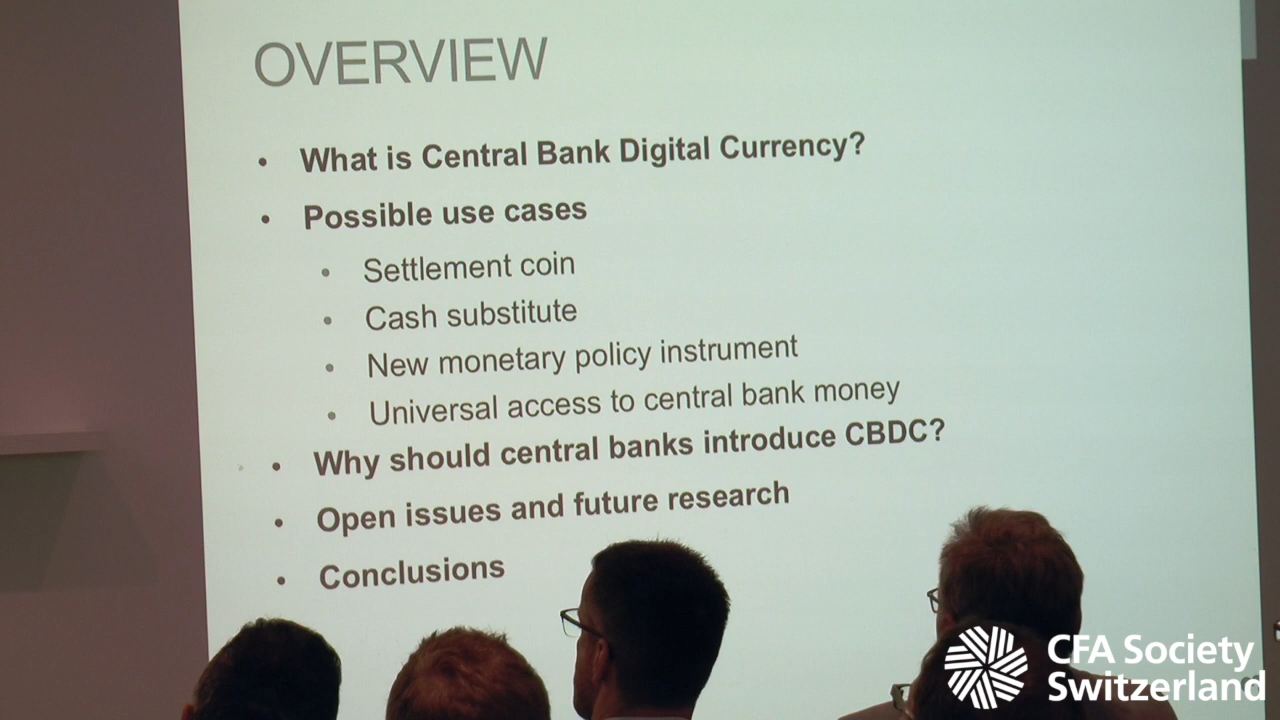 OVERVIEW
• What is Central Bank Digital Currency?
• Possible use cases
• Settlement coin
• Cash substitute
• New monetary policy instrument
• Universal access to central bank money
• Why should central banks introduce CBDC?
• Open issues and future research
• Conclusions
CFA Society
Switzerland